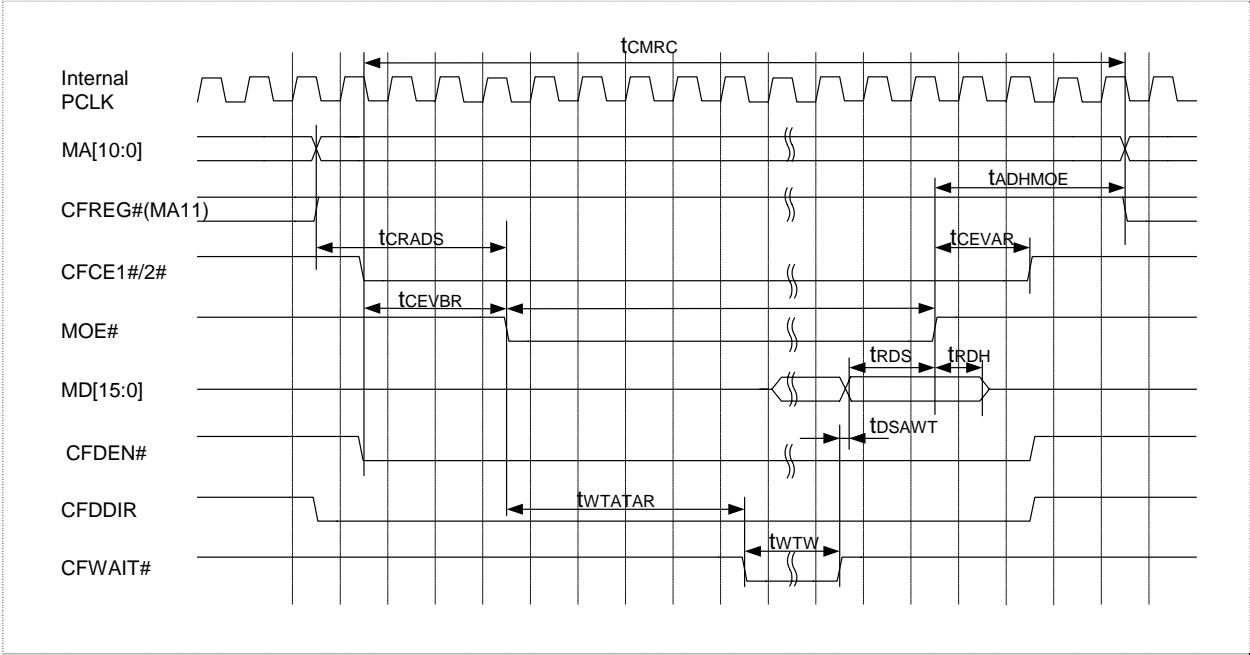 tCMRC
Internal
PCLK
MA[10:0]
tADHMOE
CFREG#(MA11)
tCRADS
tCEVAR
CFCE1#/2#
tCEVBR
MOE#
tRDS
tRDH
MD[15:0]
tDSAWT
CFDEN#
tWTATAR
CFDDIR
tWTW
CFWAIT#